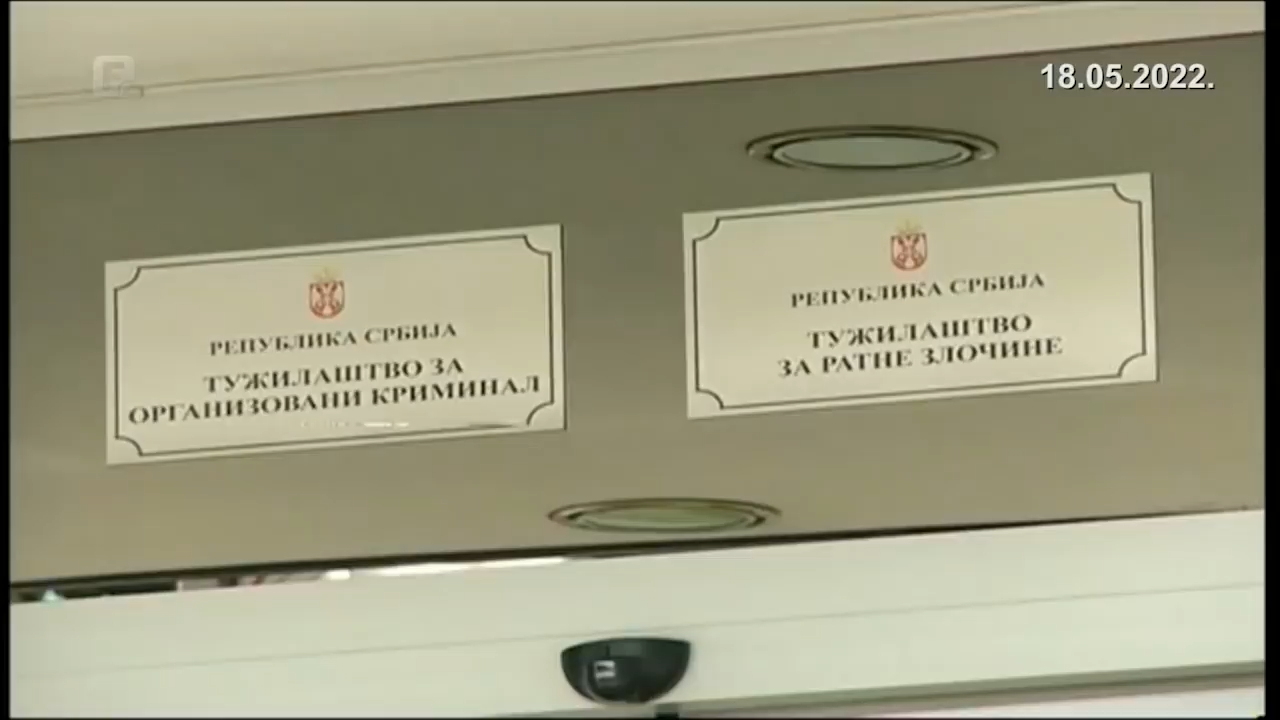 18.05.2022.
РЕПУБЛИКА СРБИЈА
ТУЖИЛАШТВО ЗА
ОРГАНИЗОВАНИ КРИМИНАЛ
РЕПУБЛИКА СРБИЈА
ТУЖИЛАШТВО
ЗА РАТНЕ ЗЛОЧИНЕ